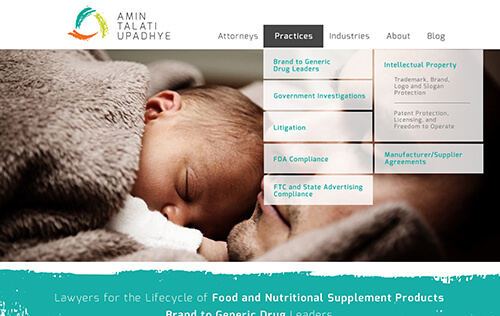 AMIN
TALATI
UPADHYE
Attorneys
Practices
Industries
About
Blog
Brand to Generic
Drug Leaders
Government Investigations
Litigation
FDA Compliance
FTC and State Advertising
Compliance
Intellectual Property
Trademark, Brand,
Logo and Slogan
Protection
Patent Protection,
Licensing, and
Freedom to Operate
Manufacturer/Supplier
Agreements
Lawyers for the Lifecycle of Food and Nutritional Supplement Products
Brand to Generic Drug Leaders